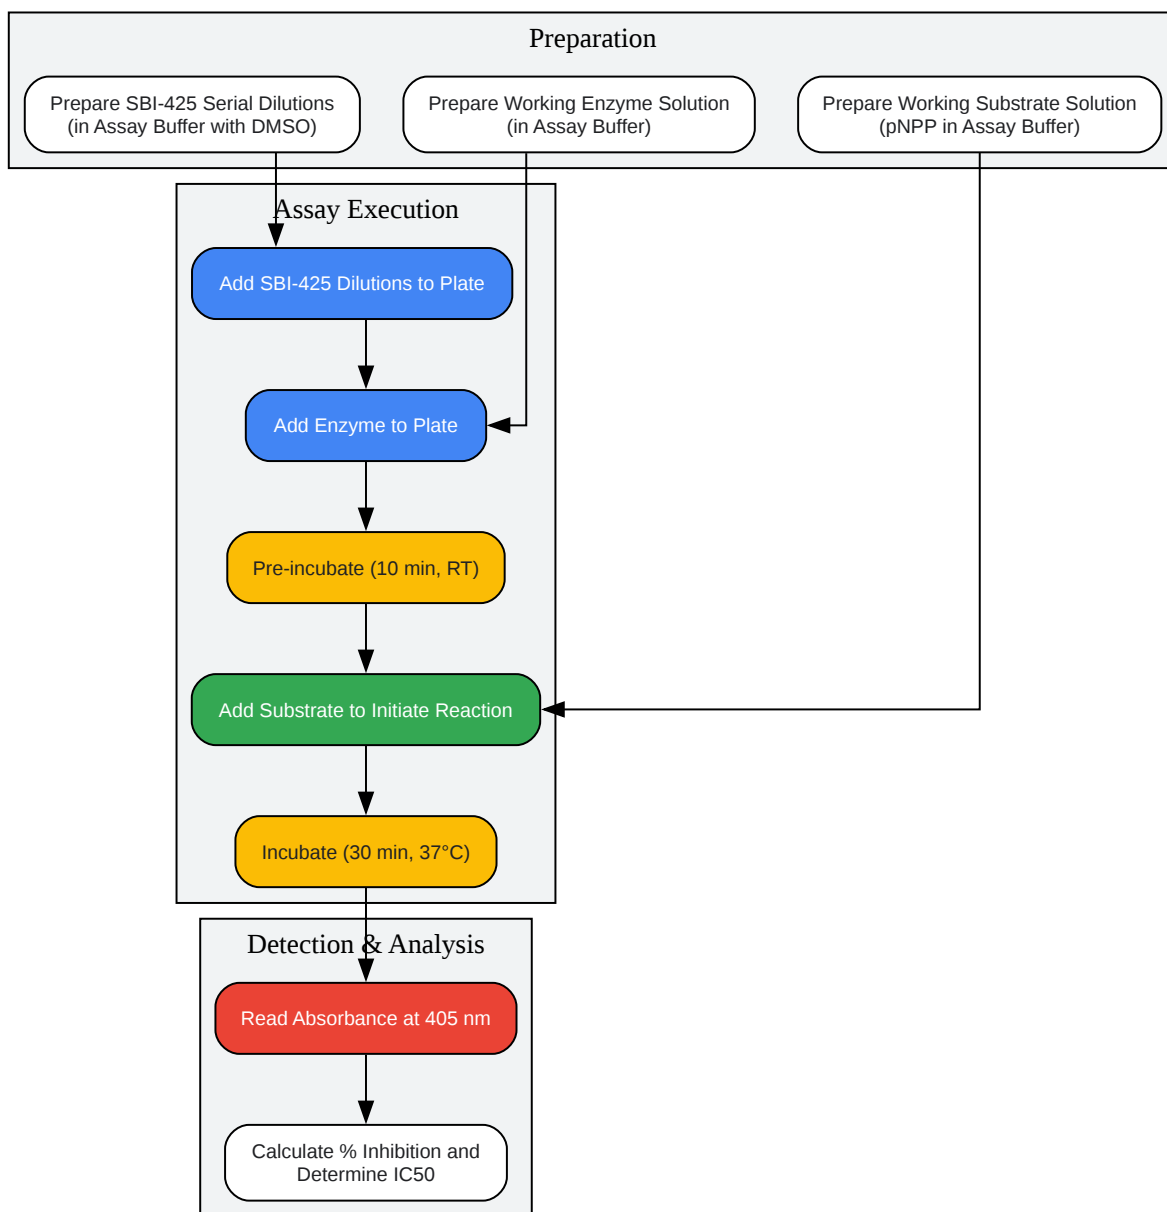 Preparation
Prepare SBI-425 Serial Dilutions
(in Assay Buffer with DMSO)
Prepare Working Enzyme Solution
(in Assay Buffer)
Prepare Working Substrate Solution
(pNPP in Assay Buffer)
Assay Execution
Add SBI-425 Dilutions to Plate
Add Enzyme to Plate
Pre-incubate (10 min, RT)
Add Substrate to Initiate Reaction
Incubate (30 min, 37°C)
Detection & Analysis
Read Absorbance at 405 nm
Calculate % Inhibition and
Determine IC50